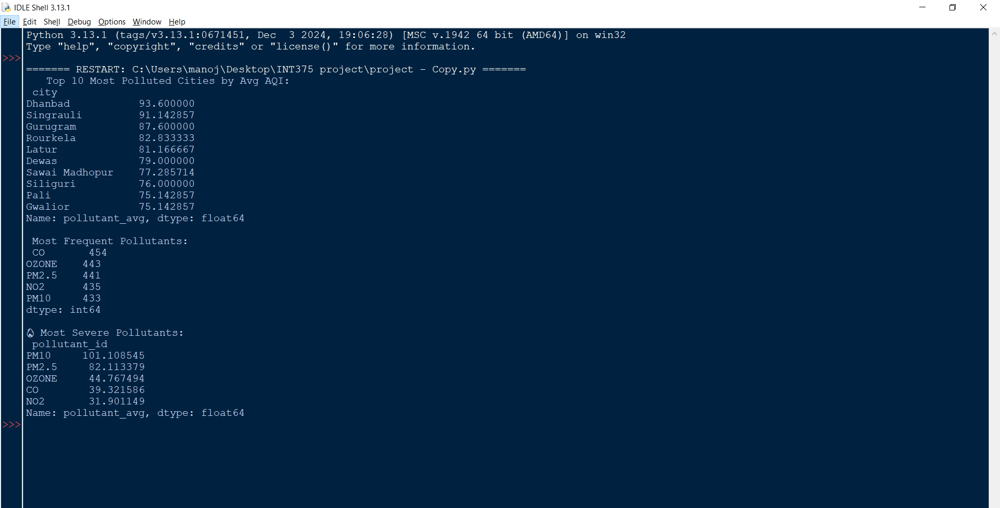 IDLE Shell 3.13.1
File Edit Shell Debug Options Window Help
Python 3.13.1 (tags/v3.13.1:0671451, Dec  3 2024, 19:06:28) [MSC v.1942 64 bit (AMD64)] on win32
Type "help", "copyright", "credits" or "license()" for more information.
>>>
======= RESTART: C:\Users\manoj\Desktop\INT375 project\project - Copy.py =======
Top 10 Most Polluted Cities by Avg AQI:
city
Dhanbad           93.600000
Singrauli         91.142857
Gurugram          87.600000
Rourkela          82.833333
Latur             81.166667
Dewas             79.000000
Sawai Madhopur    77.285714
Siliguri          76.000000
Pali              75.142857
Gwalior           75.142857
Name: pollutant_avg, dtype: float64
Most Frequent Pollutants:
CO       454
OZONE    443
PM2.5    441
NO2      435
PM10     433
dtype: int64
🔥 Most Severe Pollutants:
pollutant_id
PM10     101.108545
PM2.5     82.113379
OZONE     44.767494
CO        39.321586
NO2       31.901149
Name: pollutant_avg, dtype: float64
>>>